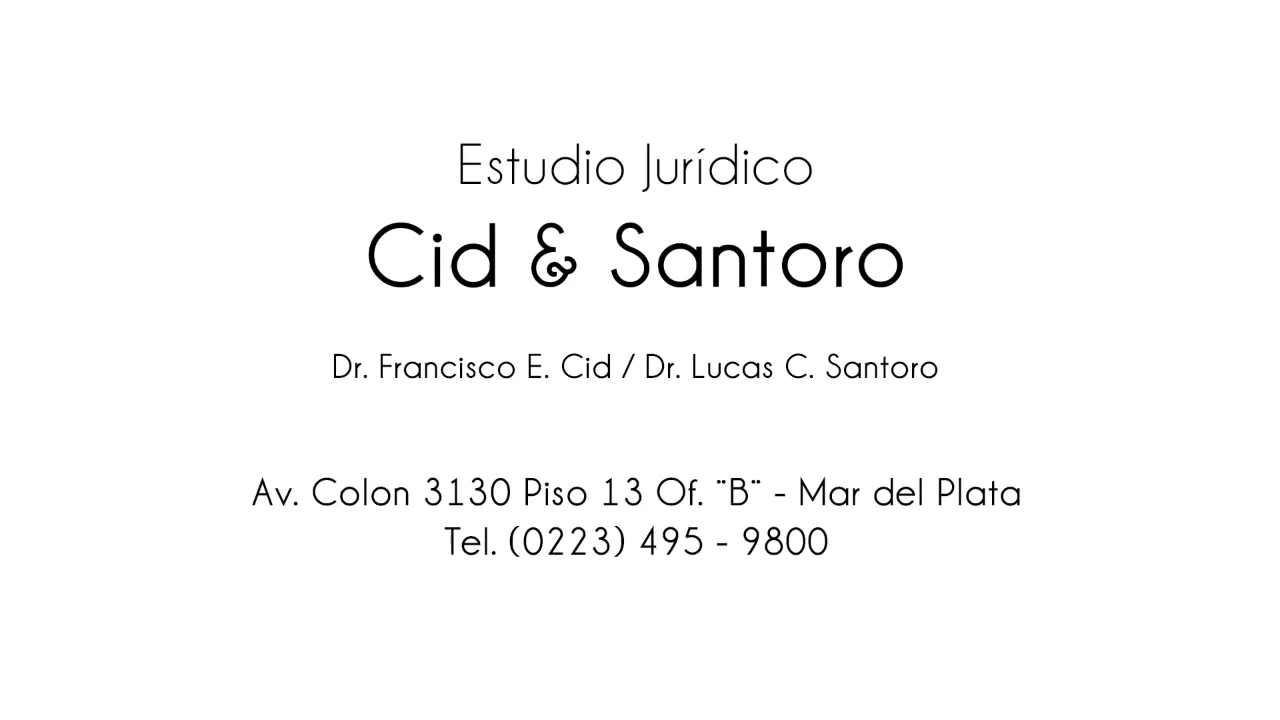 Estudio Jurídico
Cid & Santoro
Dr. Francisco E. Cid / Dr. Lucas C. Santoro
Av. Colon 3130 Piso 13 Of. ¨B¨ - Mar del Plata
Tel. (0223) 495 - 9800